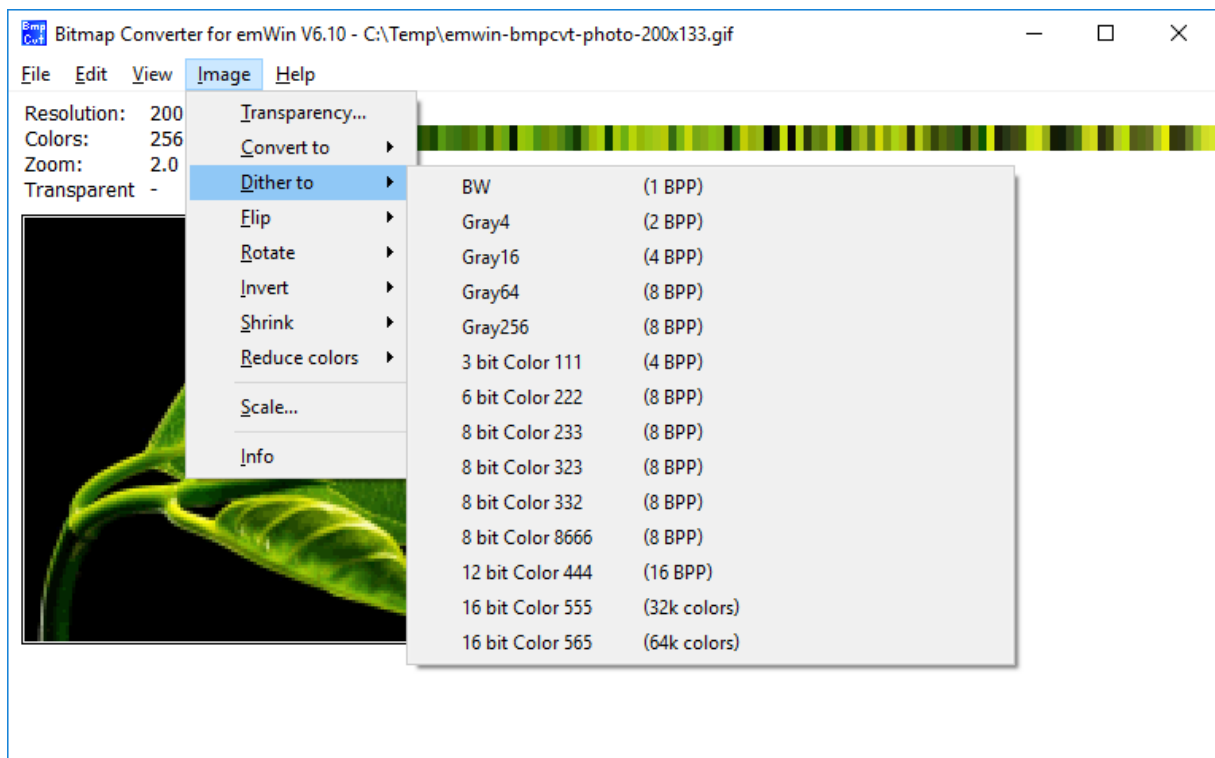 Bmp Cvt Bitmap Converter for emWin V6.10 - C:\Temp\emwin-bmpcvt-photo-200x133.gif
File Edit View Image Help
Resolution: 200
Colors: 256
Zoom: 2.0
Transparent -
Transparency...
Convert to
Dither to
Flip
Rotate
Invert
Shrink
Reduce colors
Scale...
Info
BW (1 BPP)
Gray4 (2 BPP)
Gray16 (4 BPP)
Gray64 (8 BPP)
Gray256 (8 BPP)
3 bit Color 111 (4 BPP)
6 bit Color 222 (8 BPP)
8 bit Color 233 (8 BPP)
8 bit Color 323 (8 BPP)
8 bit Color 332 (8 BPP)
8 bit Color 8666 (8 BPP)
12 bit Color 444 (16 BPP)
16 bit Color 555 (32k colors)
16 bit Color 565 (64k colors)